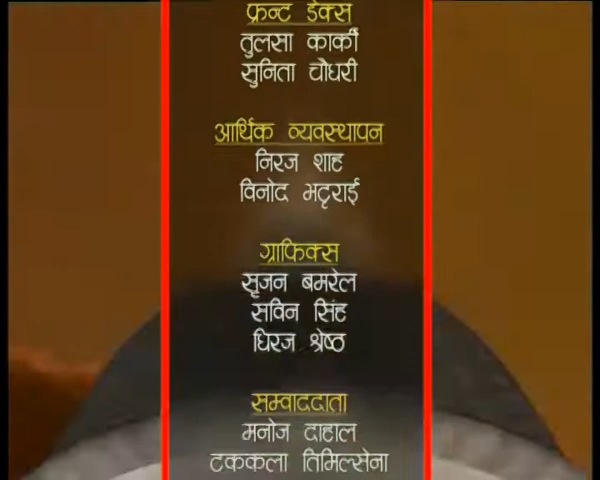 फ्रन्ट डेक्स
तुलसा कार्की
सुनिता चौधरी
आर्थिक व्यवस्थापन
निरज शाह
विनोद भट्टराई
ग्राफिक्स
सृजन बमरेल
सविन सिंह
धिरज श्रेष्ठ
सम्वाददाता
मनोज दाहाल
टककला तिमिल्सेना